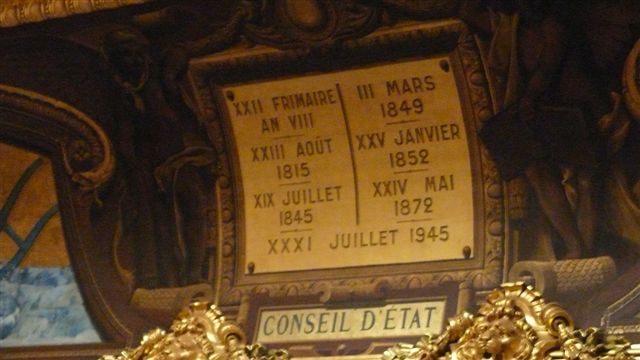 XXII FRIMAIRE
AN VIII
XXIII AOÛT
1815
XIX JUILLET
1845
III MARS
1849
XXV JANVIER
1852
XXIV MAI
1872
XXXI JUILLET 1945
CONSEIL D'ÉTAT